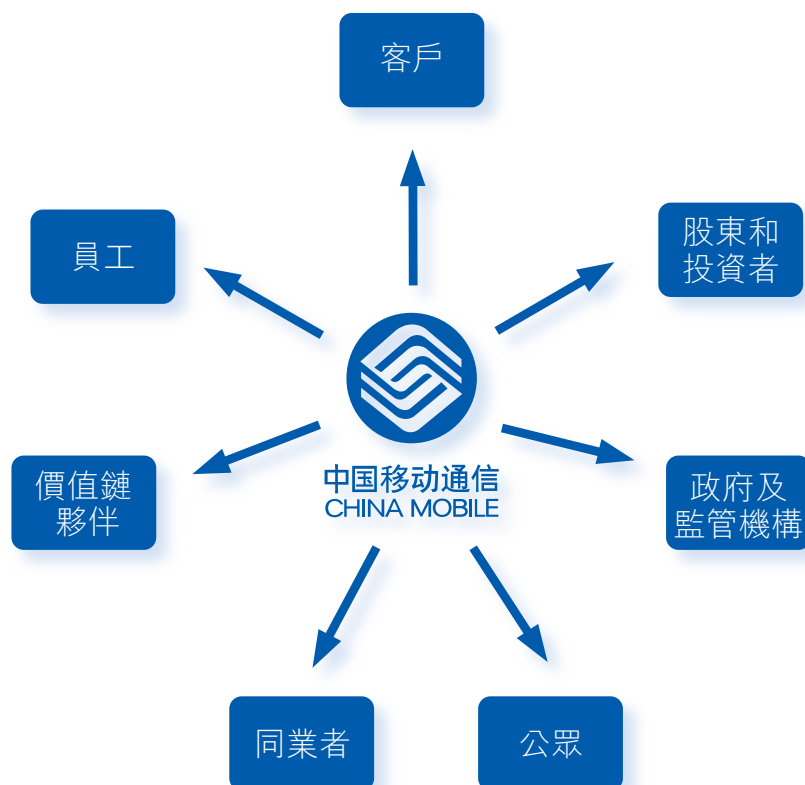 客戶
員工
股東和
投資者
中国移动通信
CHINA MOBILE
價值鏈
夥伴
政府及
監管機構
同業者
公眾